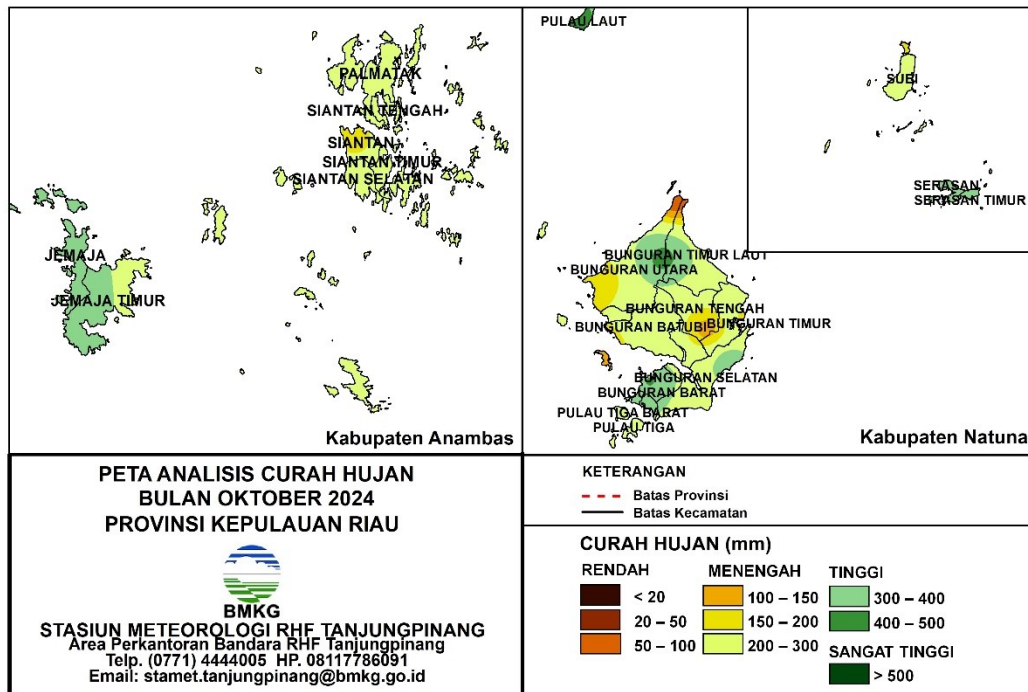 PULAU LAUT
PALMATAK
SIANTAN TENGAH
SIANTAN
SIANTAN TIMUR
SIANTAN SELATAN
JEMAJA
JEMAJA TIMUR
Kabupaten Anambas
SUBI
SERASAN
SERASAN TIMUR
BUNGURAN TIMUR LAUT
BUNGURAN UTARA
BUNGURAN TENGAH
BUNGURAN BATUBI
BUNGURAN TIMUR
BUNGURAN SELATAN
BUNGURAN BARAT
PULAU TIGA BARAT
PULAU TIGA
Kabupaten Natuna
PETA ANALISIS CURAH HUJAN
BULAN OKTOBER 2024
PROVINSI KEPULAUAN RIAU
BMKG
STASIUN METEOROLOGI RHF TANJUNGPINANG
Area Perkantoran Bandara RHF Tanjungpinang
Telp. (0771) 4444005 HP. 08117786091
Email: stamet.tanjungpinang@bmkg.go.id
KETERANGAN
Batas Provinsi
Batas Kecamatan
CURAH HUJAN (mm)
RENDAH
< 20
20 – 50
50 – 100
MENENGAH
100 – 150
150 – 200
200 – 300
TINGGI
300 – 400
400 – 500
SANGAT TINGGI
> 500